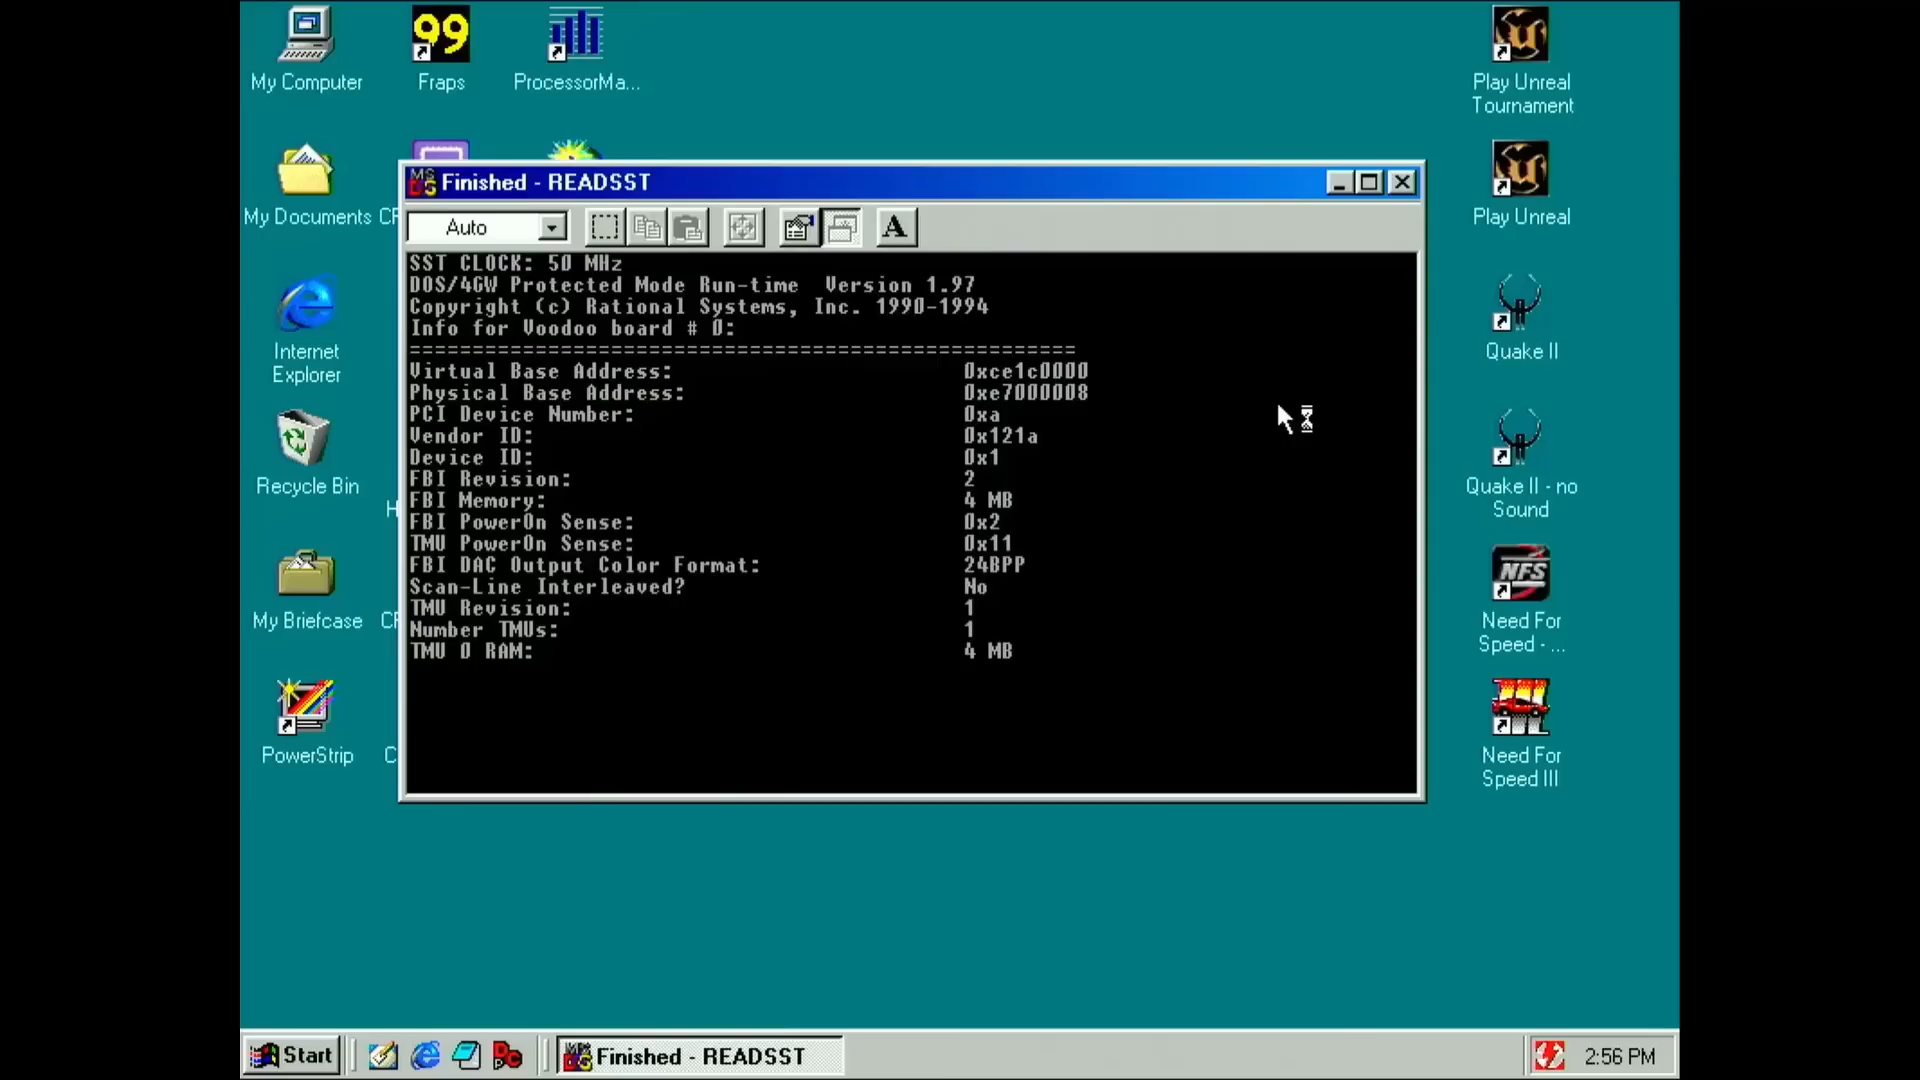 My Computer
Fraps
ProcessorMa...
Play Unreal
Tournament
My Documents
Play Unreal
Finished - READSST
Auto
A
SST CLOCK: 50 MHz
DOS/4GW Protected Mode Run-time  Version 1.97
Copyright (c) Rational Systems, Inc. 1990-1994
Info for Voodoo board # 0:
=====================================================
Virtual Base Address: 0xce1c0000
Physical Base Address: 0xe7000008
PCI Device Number: 0xa
Vendor ID: 0x121a
Device ID: 0x1
FBI Revision: 2
FBI Memory: 4 MB
FBI PowerOn Sense: 0x2
TMU PowerOn Sense: 0x11
FBI DAC Output Color Format: 24BPP
Scan-Line Interleaved? No
TMU Revision: 1
Number TMUs: 1
TMU 0 RAM: 4 MB
Internet
Explorer
Quake II
Recycle Bin
Quake II - no
Sound
My Briefcase
NFS
Need For
Speed - ...
PowerStrip
Need For
Speed III
Start
Finished - READSST
2:56 PM